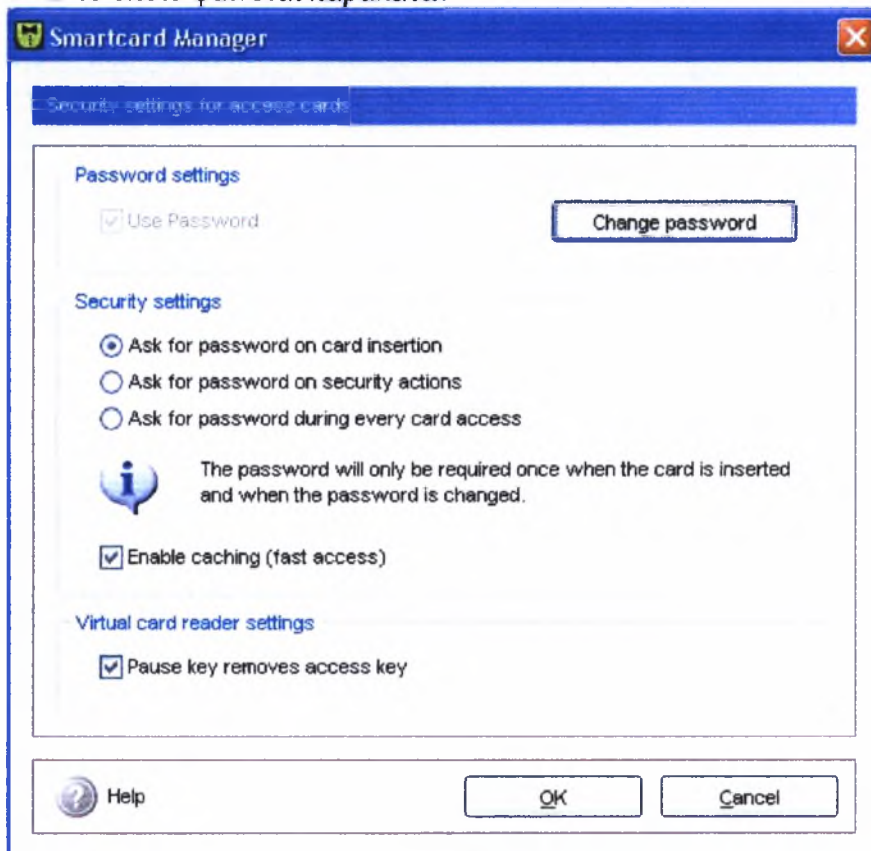 Smartcard Manager
Security settings for access cards
Password settings
Use Password
Change password
Security settings
Ask for password on card insertion
Ask for password on security actions
Ask for password during every card access
The password will only be required once when the card is inserted
and when the password is changed.
Enable caching (fast access)
Virtual card reader settings
Pause key removes access key
Help
OK
Cancel